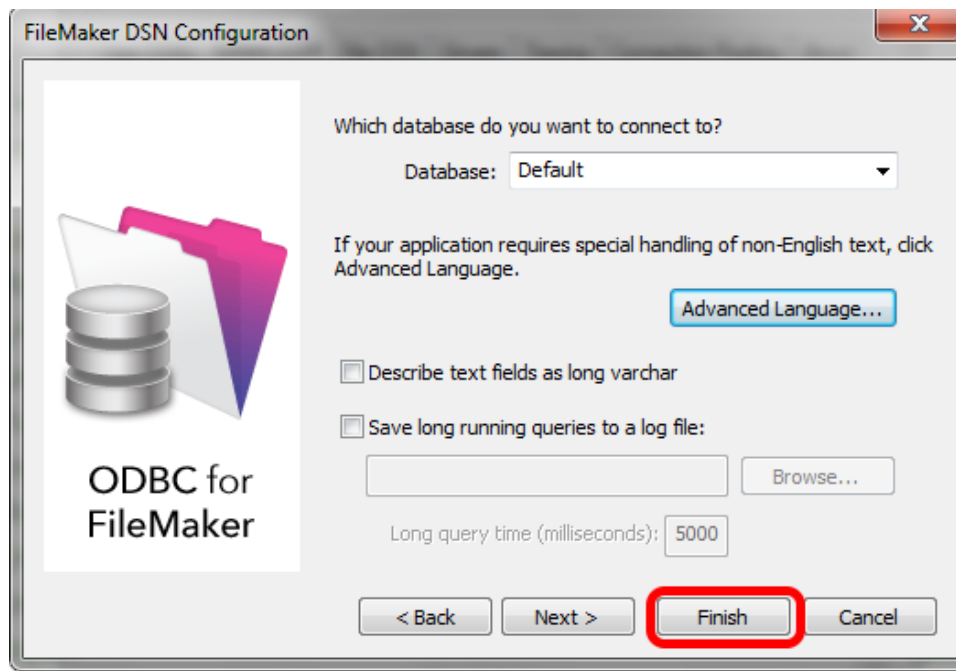 FileMaker DSN Configuration
Which database do you want to connect to?
Database: Default
If your application requires special handling of non-English text, click
Advanced Language.
Advanced Language...
Describe text fields as long varchar
Save long running queries to a log file:
Browse...
Long query time (milliseconds): 5000
ODBC for
FileMaker
< Back Next > Finish Cancel